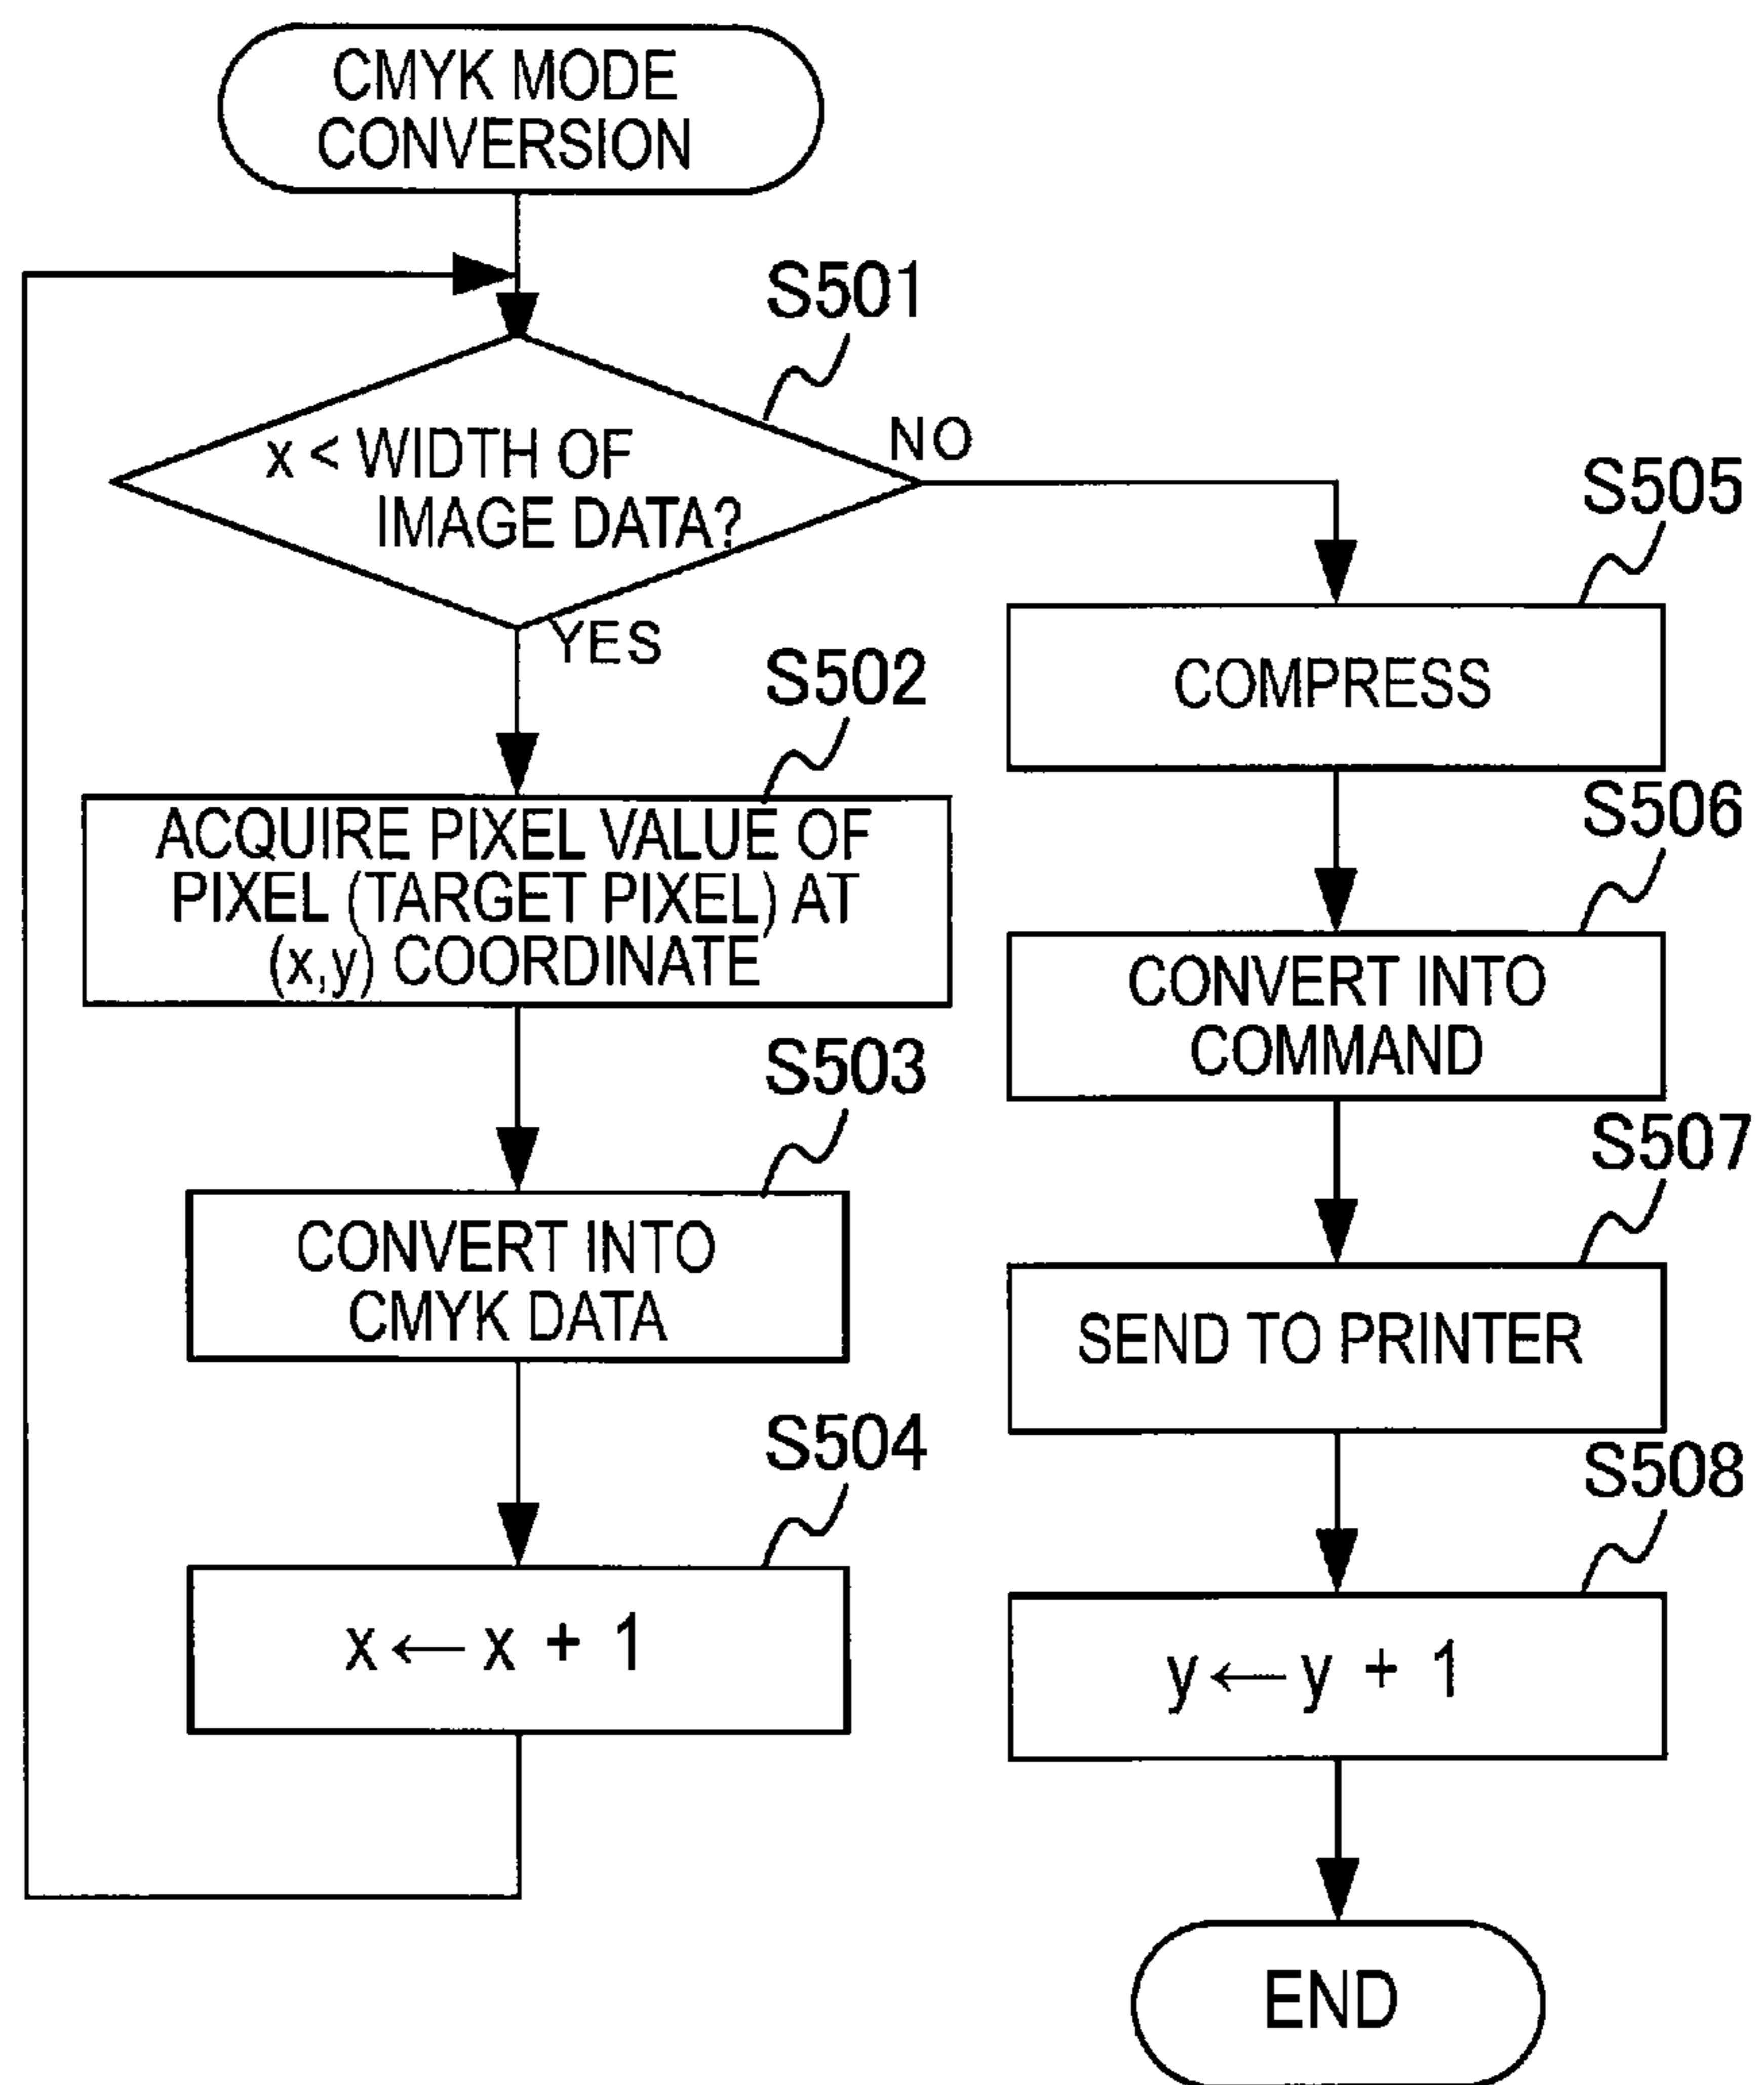 CMYK MODE
CONVERSION
S501
x < WIDTH OF
IMAGE DATA?
NO
YES
S502
ACQUIRE PIXEL VALUE OF
PIXEL (TARGET PIXEL) AT
(x,y) COORDINATE
S503
CONVERT INTO
CMYK DATA
S504
x ← x + 1
S505
COMPRESS
S506
CONVERT INTO
COMMAND
S507
SEND TO PRINTER
S508
y ← y + 1
END